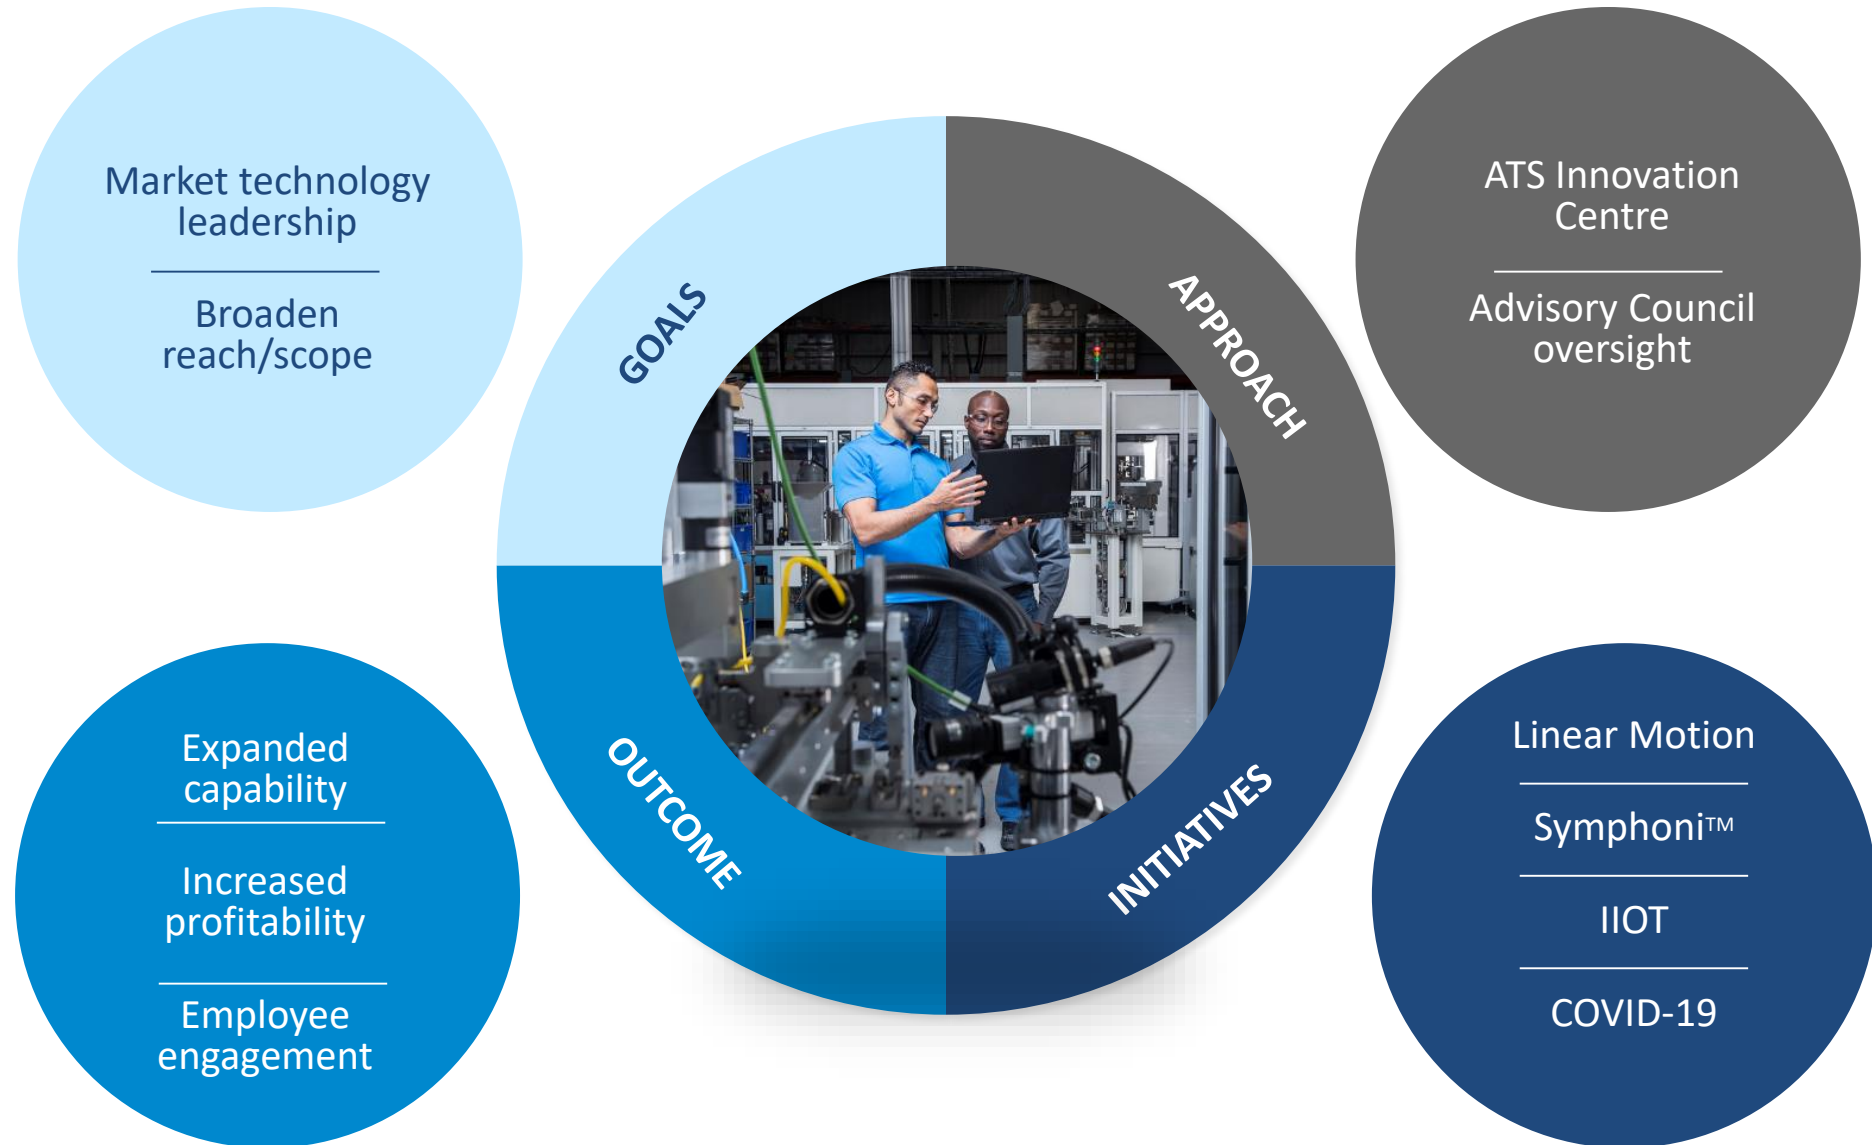 Market technology
leadership
Broaden
reach/scope
GOALS
APPROACH
ATS Innovation
Centre
Advisory Council
oversight
Expanded
capability
Increased
profitability
Employee
engagement
OUTCOME
INITIATIVES
Linear Motion
Symphoni™
IIOT
COVID-19